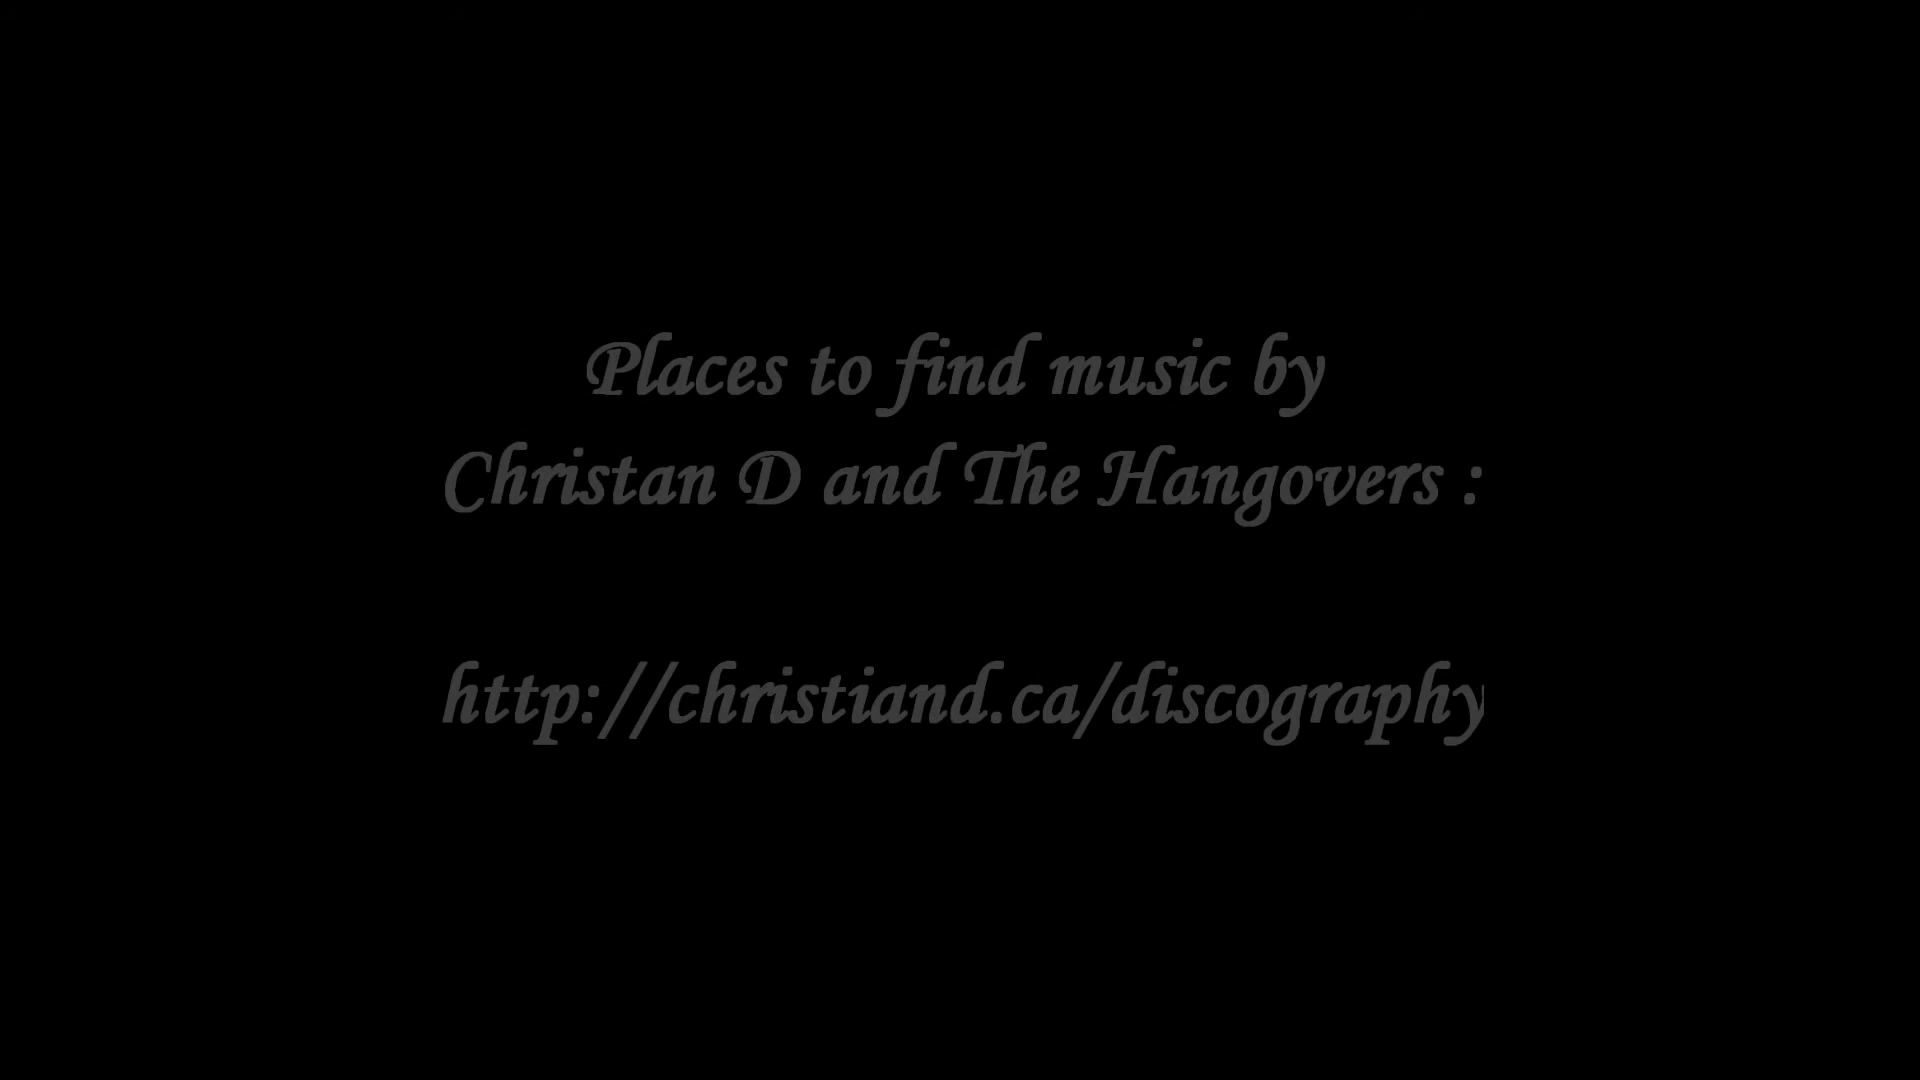 Places to find music by
Christan D and The Hangovers :
http://christiand.ca/discography